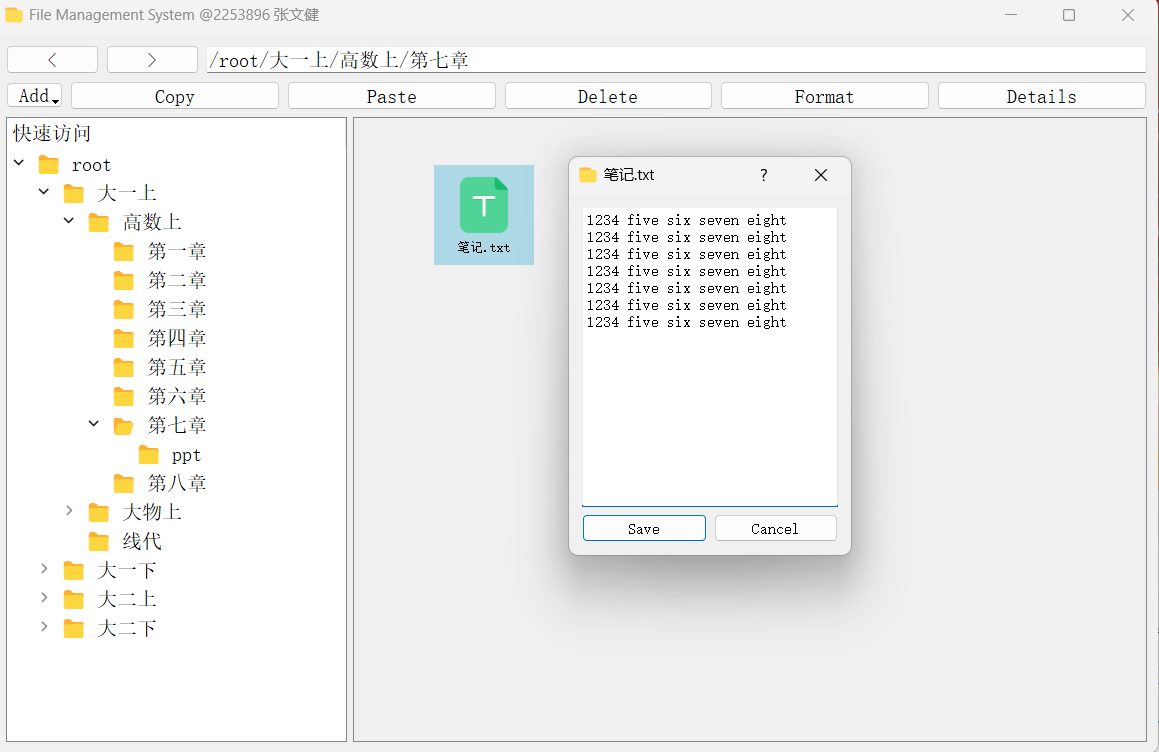 File Management System @2253896 张文健
/root/大一上/高数上/第七章
Add
Copy
Paste
Delete
Format
Details
快速访问
root
大一上
高数上
第一章
第二章
第三章
第四章
第五章
第六章
第七章
ppt
第八章
大物上
线代
大一下
大二上
大二下
笔记.txt
笔记.txt
?
1234 five six seven eight
1234 five six seven eight
1234 five six seven eight
1234 five six seven eight
1234 five six seven eight
1234 five six seven eight
1234 five six seven eight
Save
Cancel